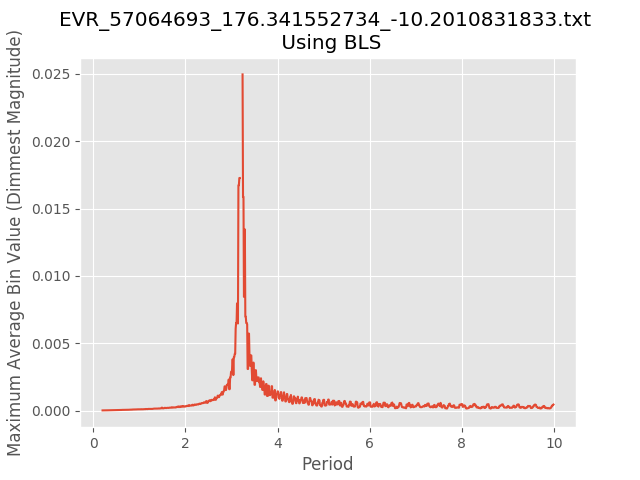 EVR_57064693_176.341552734_-10.2010831833.txt
Using BLS
Maximum Average Bin Value (Dimmest Magnitude)
0.025
0.020
0.015
0.010
0.005
0.000
0 2 4 6 8 10
Period